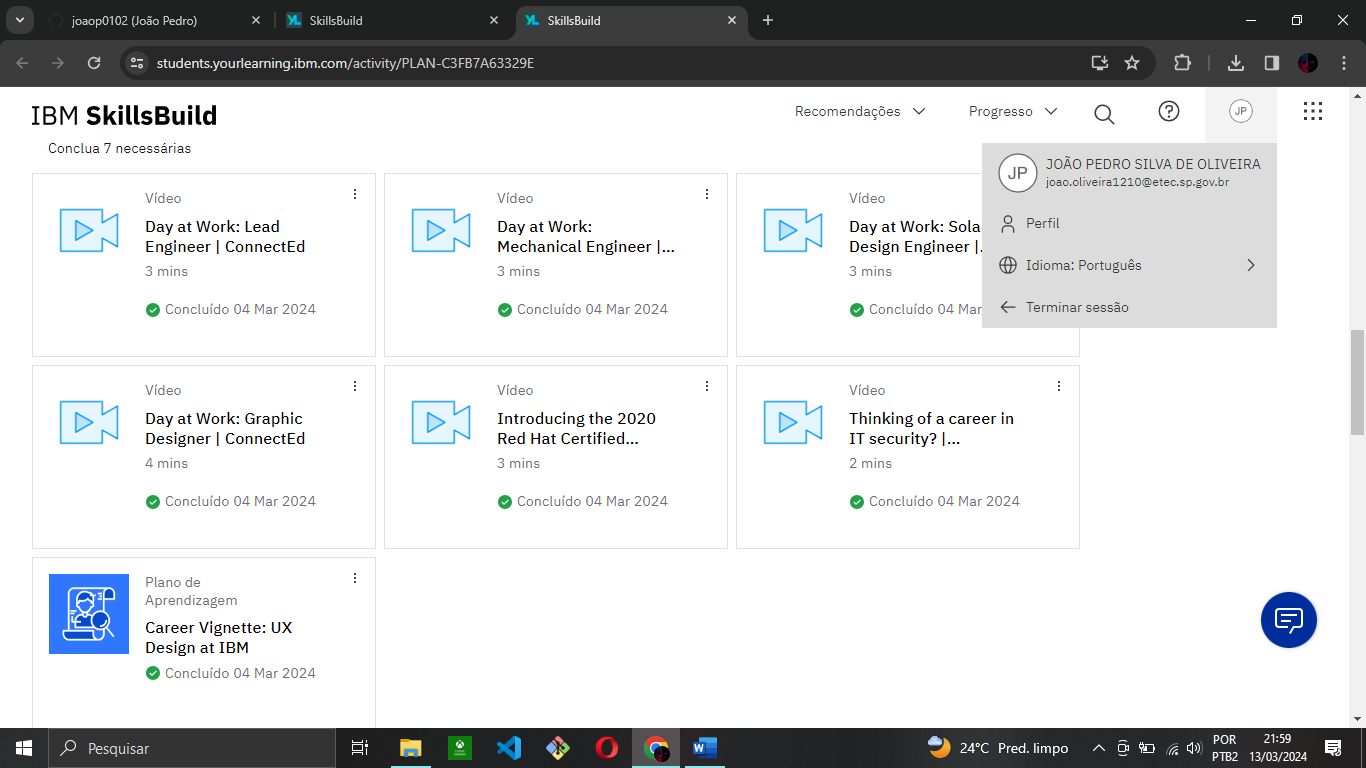 joaop0102 (João Pedro)
SkillsBuild
SkillsBuild
students.yourlearning.ibm.com/activity/PLAN-C3FB7A63329E
IBM SkillsBuild
Recomendações
Progresso
JP
Conclua 7 necessárias
JP
JOÃO PEDRO SILVA DE OLIVEIRA
joao.oliveira1210@etec.sp.gov.br
Perfil
Idioma: Português
Terminar sessão
Vídeo
Day at Work: Lead
Engineer | ConnectEd
3 mins
Concluído 04 Mar 2024
Vídeo
Day at Work:
Mechanical Engineer |...
3 mins
Concluído 04 Mar 2024
Vídeo
Day at Work: Sola
Design Engineer |.
3 mins
Concluído 04 Mar
Vídeo
Day at Work: Graphic
Designer | ConnectEd
4 mins
Concluído 04 Mar 2024
Vídeo
Introducing the 2020
Red Hat Certified...
3 mins
Concluído 04 Mar 2024
Vídeo
Thinking of a career in
IT security? |...
2 mins
Concluído 04 Mar 2024
Plano de
Aprendizagem
Career Vignette: UX
Design at IBM
Concluído 04 Mar 2024
Pesquisar
24°C Pred. limpo
POR
PTB2
21:59
13/03/2024